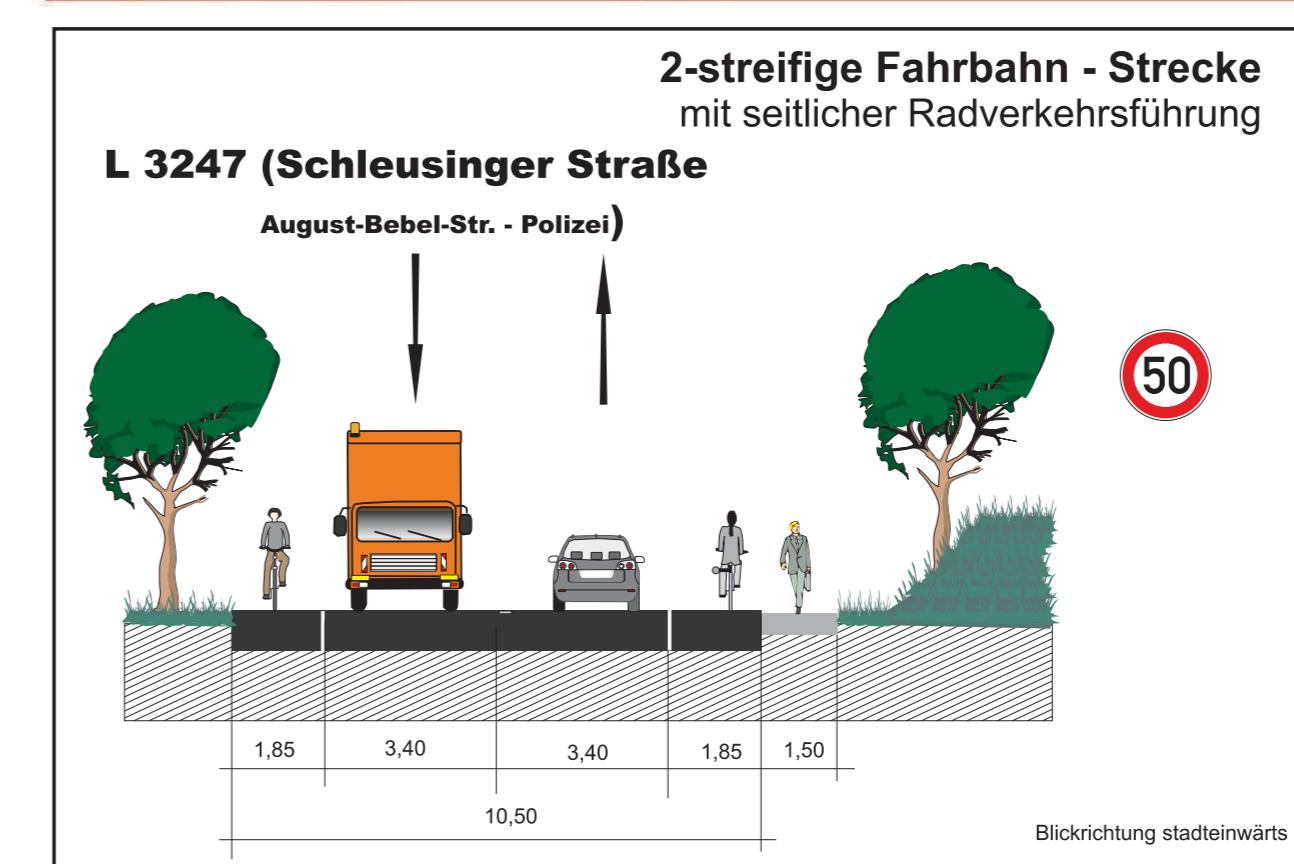 2-streifige Fahrbahn - Strecke
mit seitlicher Radverkehrsführung
L 3247 (Schleusinger Straße
August-Bebel-Str. - Polizei)
50
1,85 3,40 3,40 1,85 1,50
10,50
Blickrichtung stadteinwärts